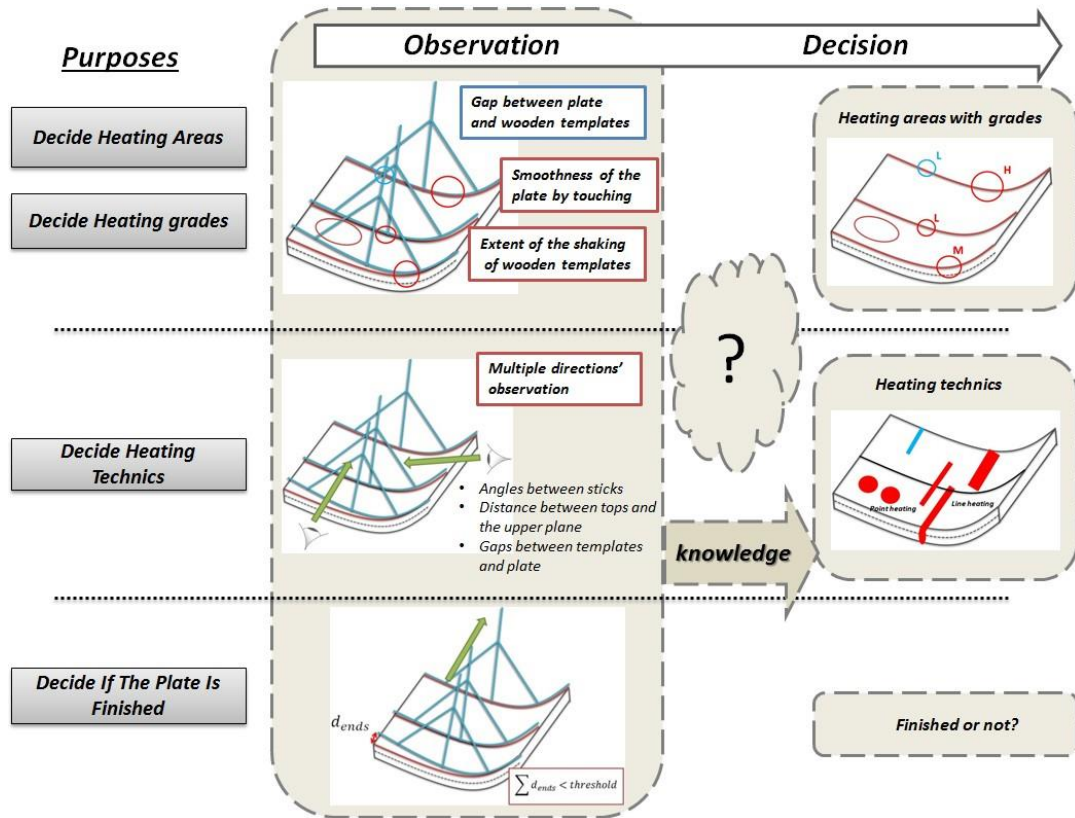 Observation
Decision
Purposes
Decide Heating Areas
Decide Heating grades
Gap between plate
and wooden templates
Smoothness of the
plate by touching
Extent of the shaking
of wooden templates
Heating areas with grades
L
H
L
M
?
Decide Heating
Technics
Multiple directions'
observation
• Angles between sticks
• Distance between tops and
the upper plane
• Gaps between templates
and plate
knowledge
Heating technics
Point heating
Line heating
Decide If The Plate Is
Finished
d_ends
∑ d_ends < threshold
Finished or not?